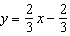 y = 2/3 x − 2/3